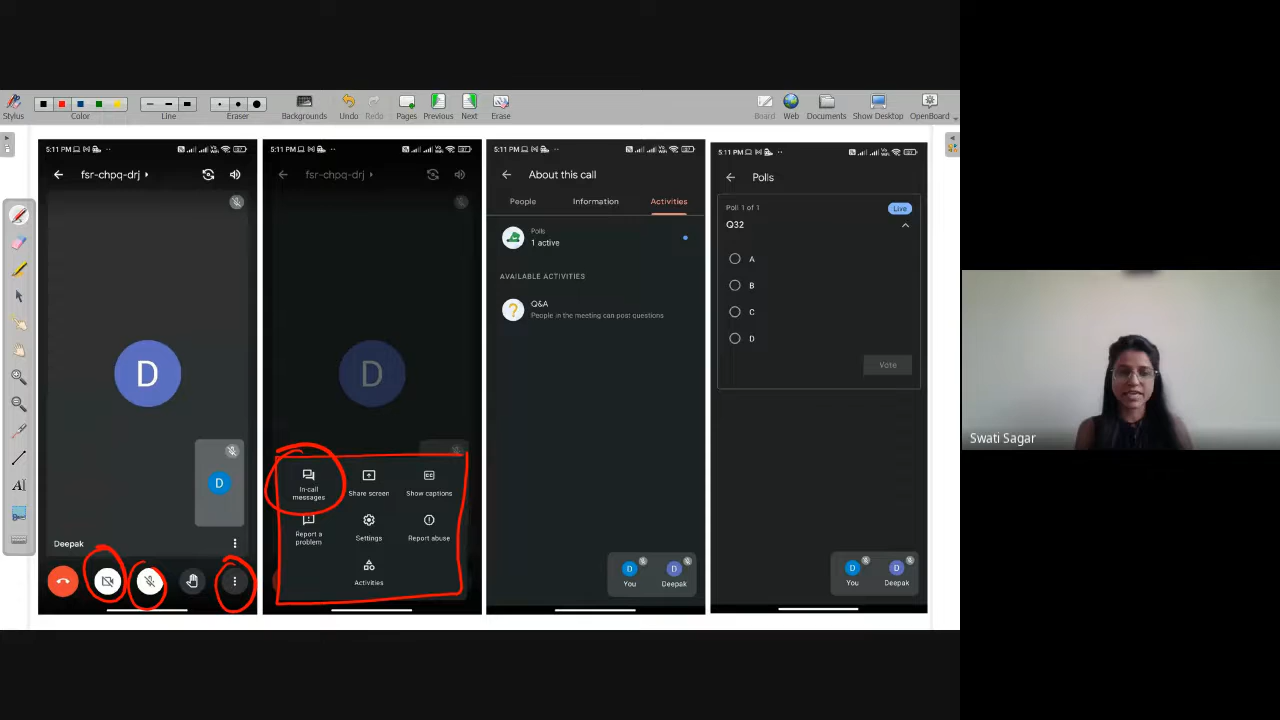 Stylus
Color
Line
Eraser
Backgrounds
Undo
Redo
Pages
Previous
Next
Erase
Board
Web
Documents
Show Desktop
OpenBoard
5:11 PM
fsr-chpq-drj
D
D
Deepak
5:11 PM
fsr-chpq-drj
D
In-call
messages
Share screen
CC
Show captions
Report a
problem
Settings
Report abuse
Activities
5:11 PM
About this call
People
Information
Activities
Polls
1 active
AVAILABLE ACTIVITIES
?
Q&A
People in the meeting can post questions
D
D
You
Deepak
5:11 PM
Polls
Poll 1 of 1
Live
Q32
A
B
C
D
Vote
D
D
You
Deepak
Swati Sagar